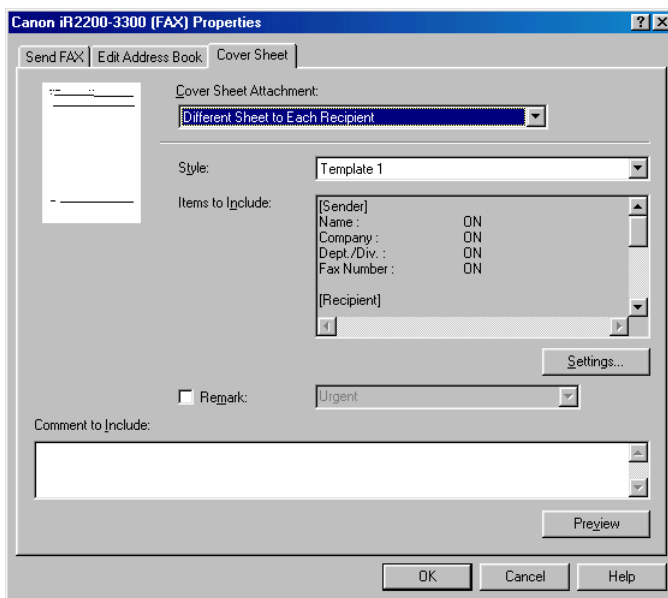 Canon iR2200-3300 (FAX) Properties
Send FAX Edit Address Book Cover Sheet
Cover Sheet Attachment:
Different Sheet to Each Recipient
Style: Template 1
Items to Include: [Sender]
Name : ON
Company : ON
Dept./Div. : ON
Fax Number : ON
[Recipient]
Settings...
Remark: Urgent
Comment to Include:
Preview
OK Cancel Help